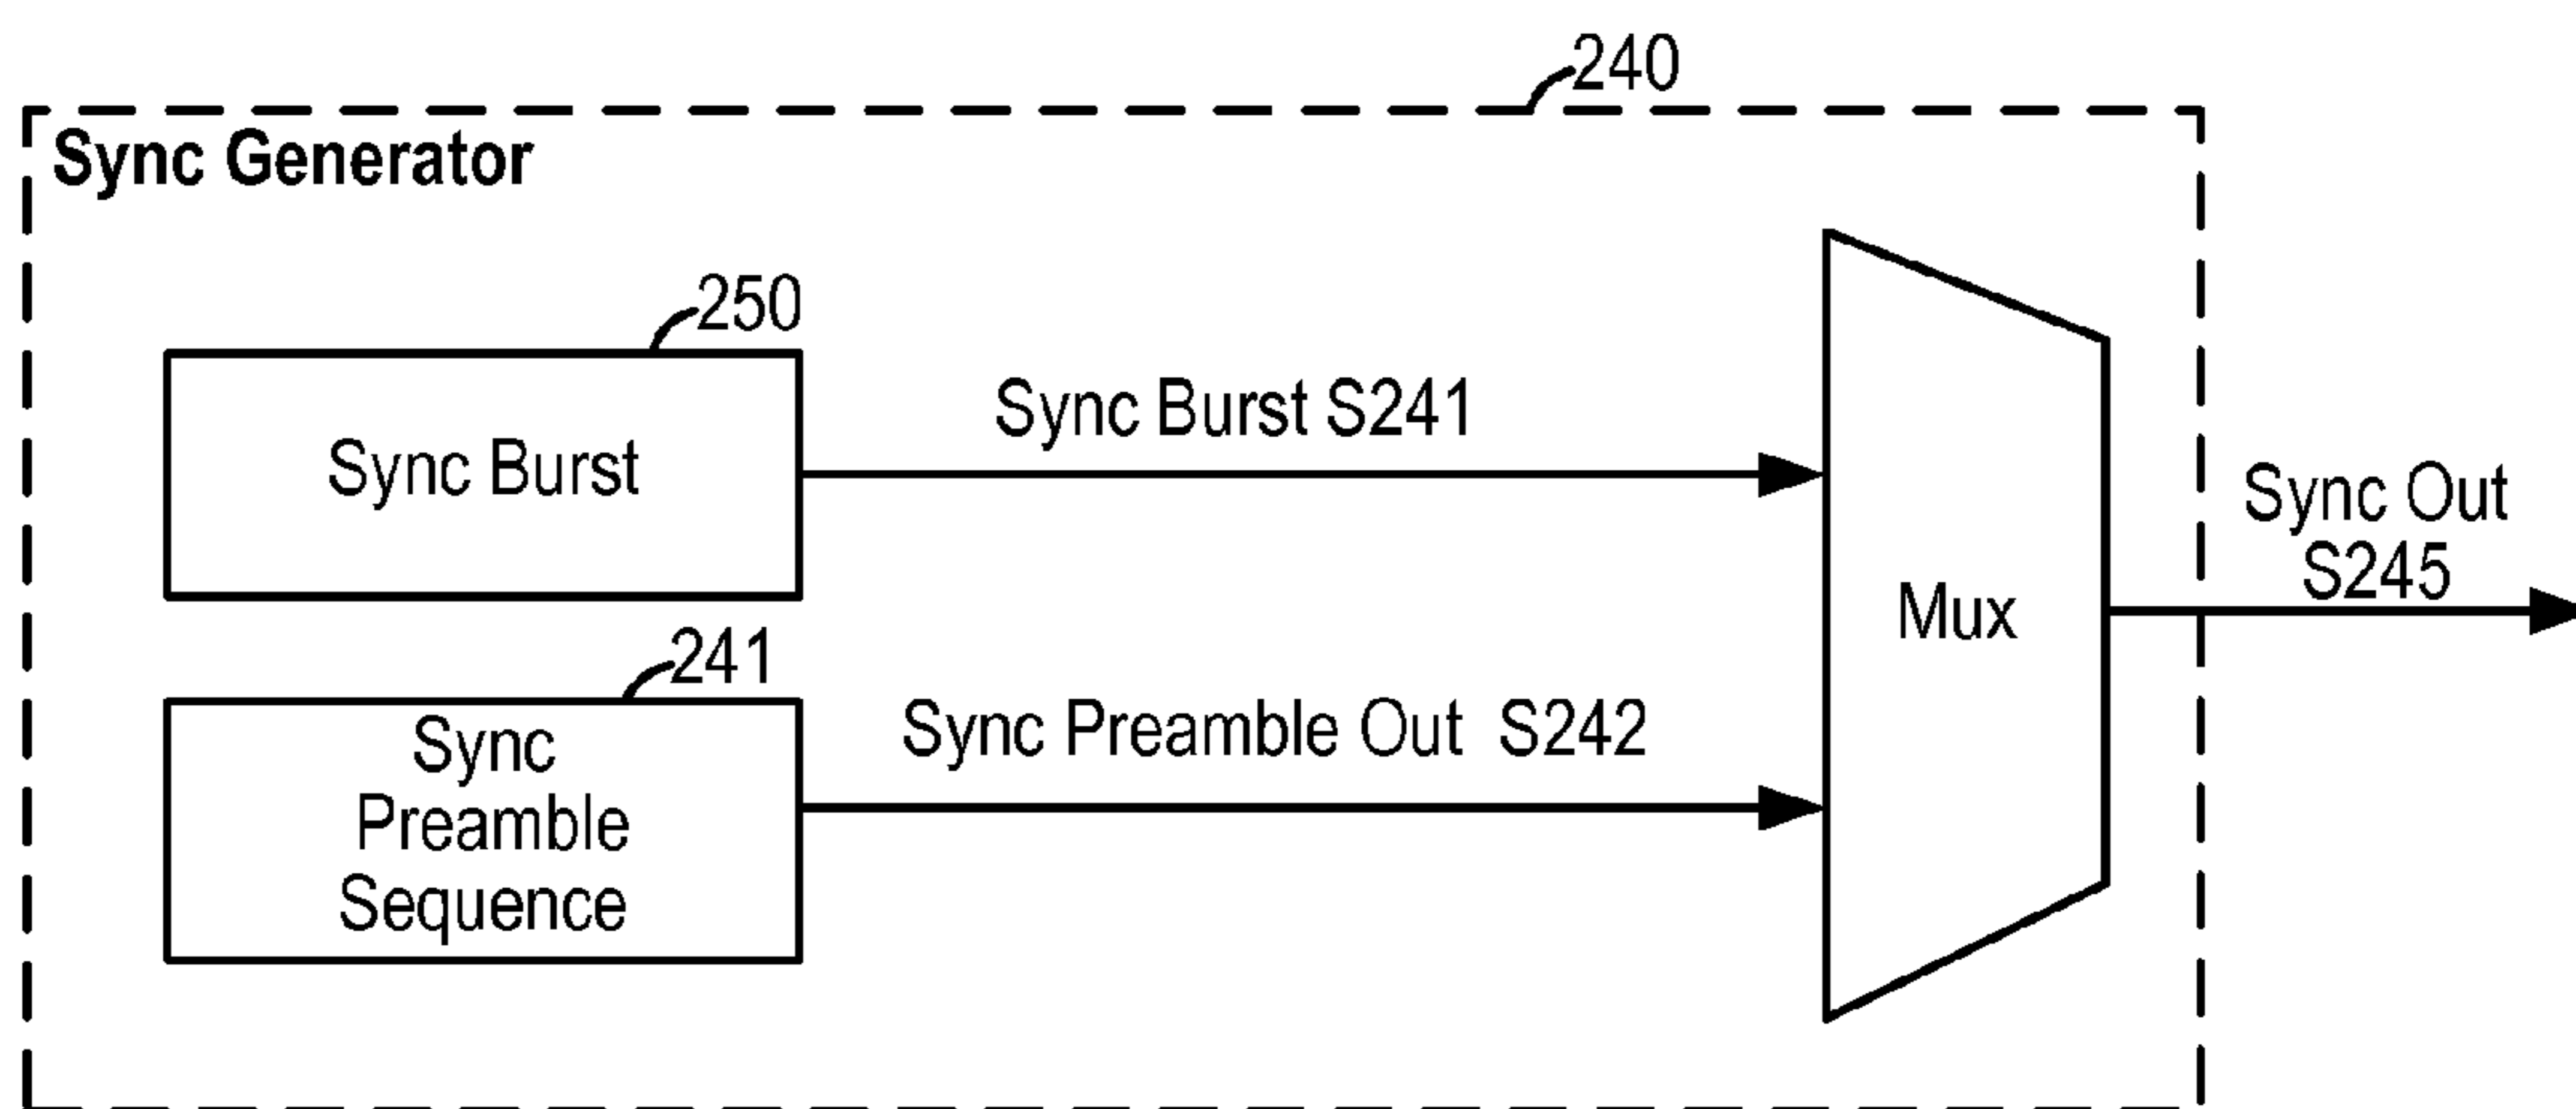 240
Sync Generator
250
Sync Burst
Sync Burst S241
Sync Out
S245
Mux
241
Sync
Preamble
Sequence
Sync Preamble Out S242